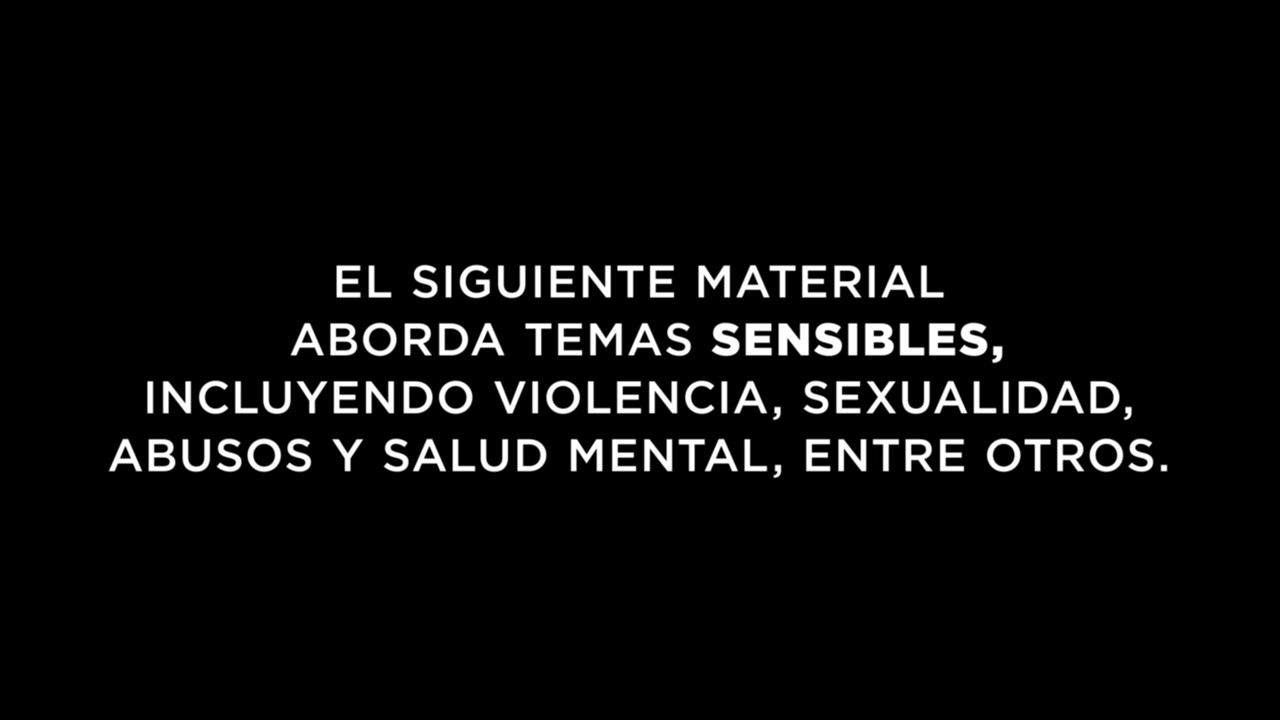 EL SIGUIENTE MATERIAL
ABORDA TEMAS SENSIBLES,
INCLUYENDO VIOLENCIA, SEXUALIDAD,
ABUSOS Y SALUD MENTAL, ENTRE OTROS.